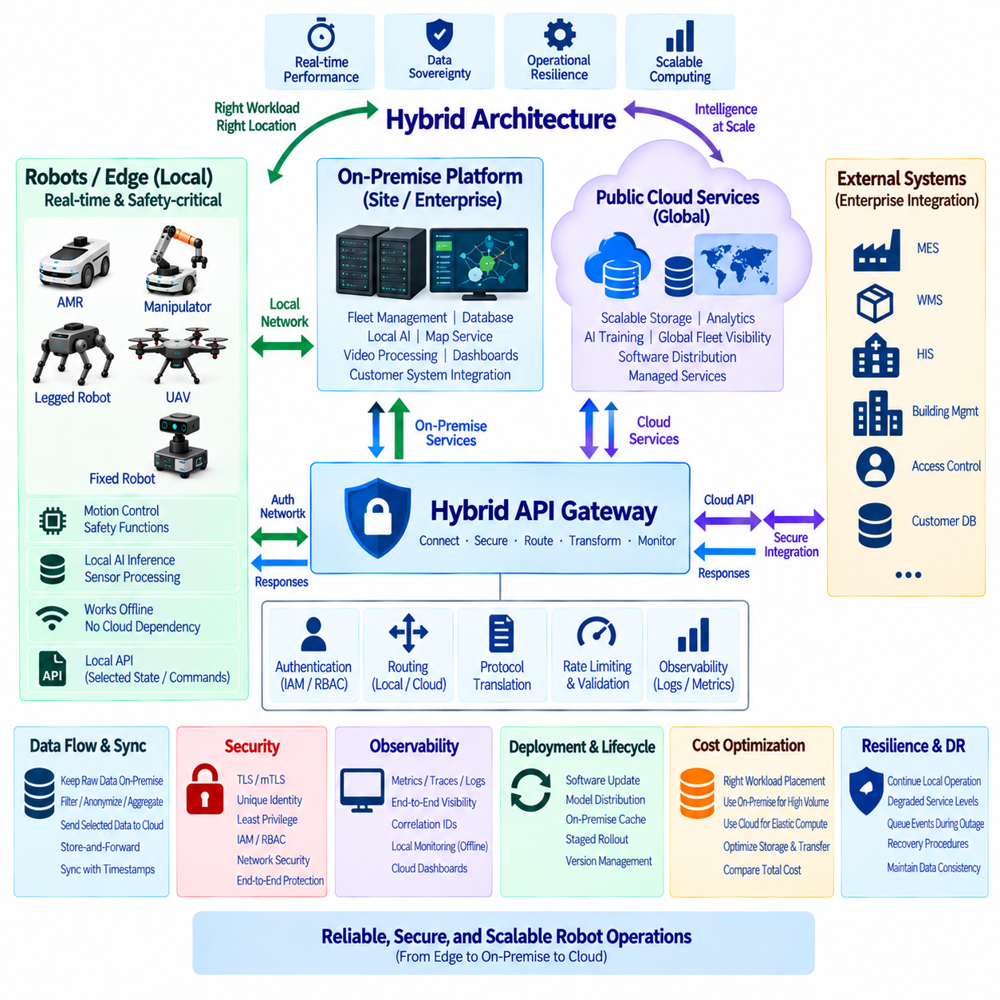 Real-time
Performance
Data
Sovereignty
Operational
Resilience
Scalable
Computing
Right Workload
Right Location
Hybrid Architecture
Intelligence
at Scale
Robots / Edge (Local)
Real-time & Safety-critical
AMR
Manipulator
Legged Robot
UAV
Fixed Robot
Motion Control
Safety Functions
Local AI Inference
Sensor Processing
Works Offline
No Cloud Dependency
API
Local API
(Selected State / Commands)
Local
Network
On-Premise Platform
(Site / Enterprise)
Fleet Management | Database
Local AI | Map Service
Video Processing | Dashboards
Customer System Integration
Public Cloud Services
(Global)
Scalable Storage | Analytics
AI Training | Global Fleet Visibility
Software Distribution
Managed Services
External Systems
(Enterprise Integration)
MES
WMS
HIS
Building Mgmt
Access Control
Customer DB
On-Premise
Services
Cloud
Services
Auth
Network
Responses
Hybrid API Gateway
Connect · Secure · Route · Transform · Monitor
Cloud API
Secure
Integration
Responses
Authentication
(IAM / RBAC)
Routing
(Local / Cloud)
Protocol
Translation
Rate Limiting
& Validation
Observability
(Logs / Metrics)
Data Flow & Sync
Keep Raw Data On-Premise
Filter / Anonymize / Aggregate
Send Selected Data to Cloud
Store-and-Forward
Sync with Timestamps
Security
TLS / mTLS
Unique Identity
Least Privilege
IAM / RBAC
Network Security
End-to-End Protection
Observability
Metrics / Traces / Logs
End-to-End Visibility
Correlation IDs
Local Monitoring (Offline)
Cloud Dashboards
Deployment & Lifecycle
Software Update
Model Distribution
On-Premise Cache
Staged Rollout
Version Management
Cost Optimization
Right Workload Placement
Use On-Premise for High Volume
Use Cloud for Elastic Compute
Optimize Storage & Transfer
Compare Total Cost
Resilience & DR
Continue Local Operation
Degraded Service Levels
Queue Events During Outage
Recovery Procedures
Maintain Data Consistency
Reliable, Secure, and Scalable Robot Operations
(From Edge to On-Premise to Cloud)